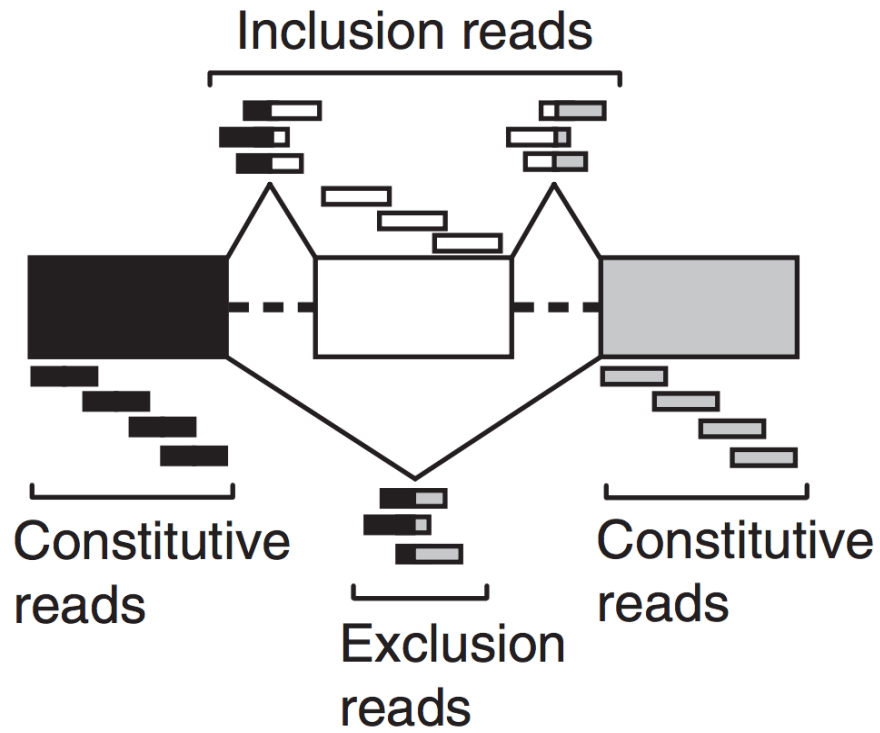 Inclusion reads
Constitutive
reads
Exclusion
reads
Constitutive
reads